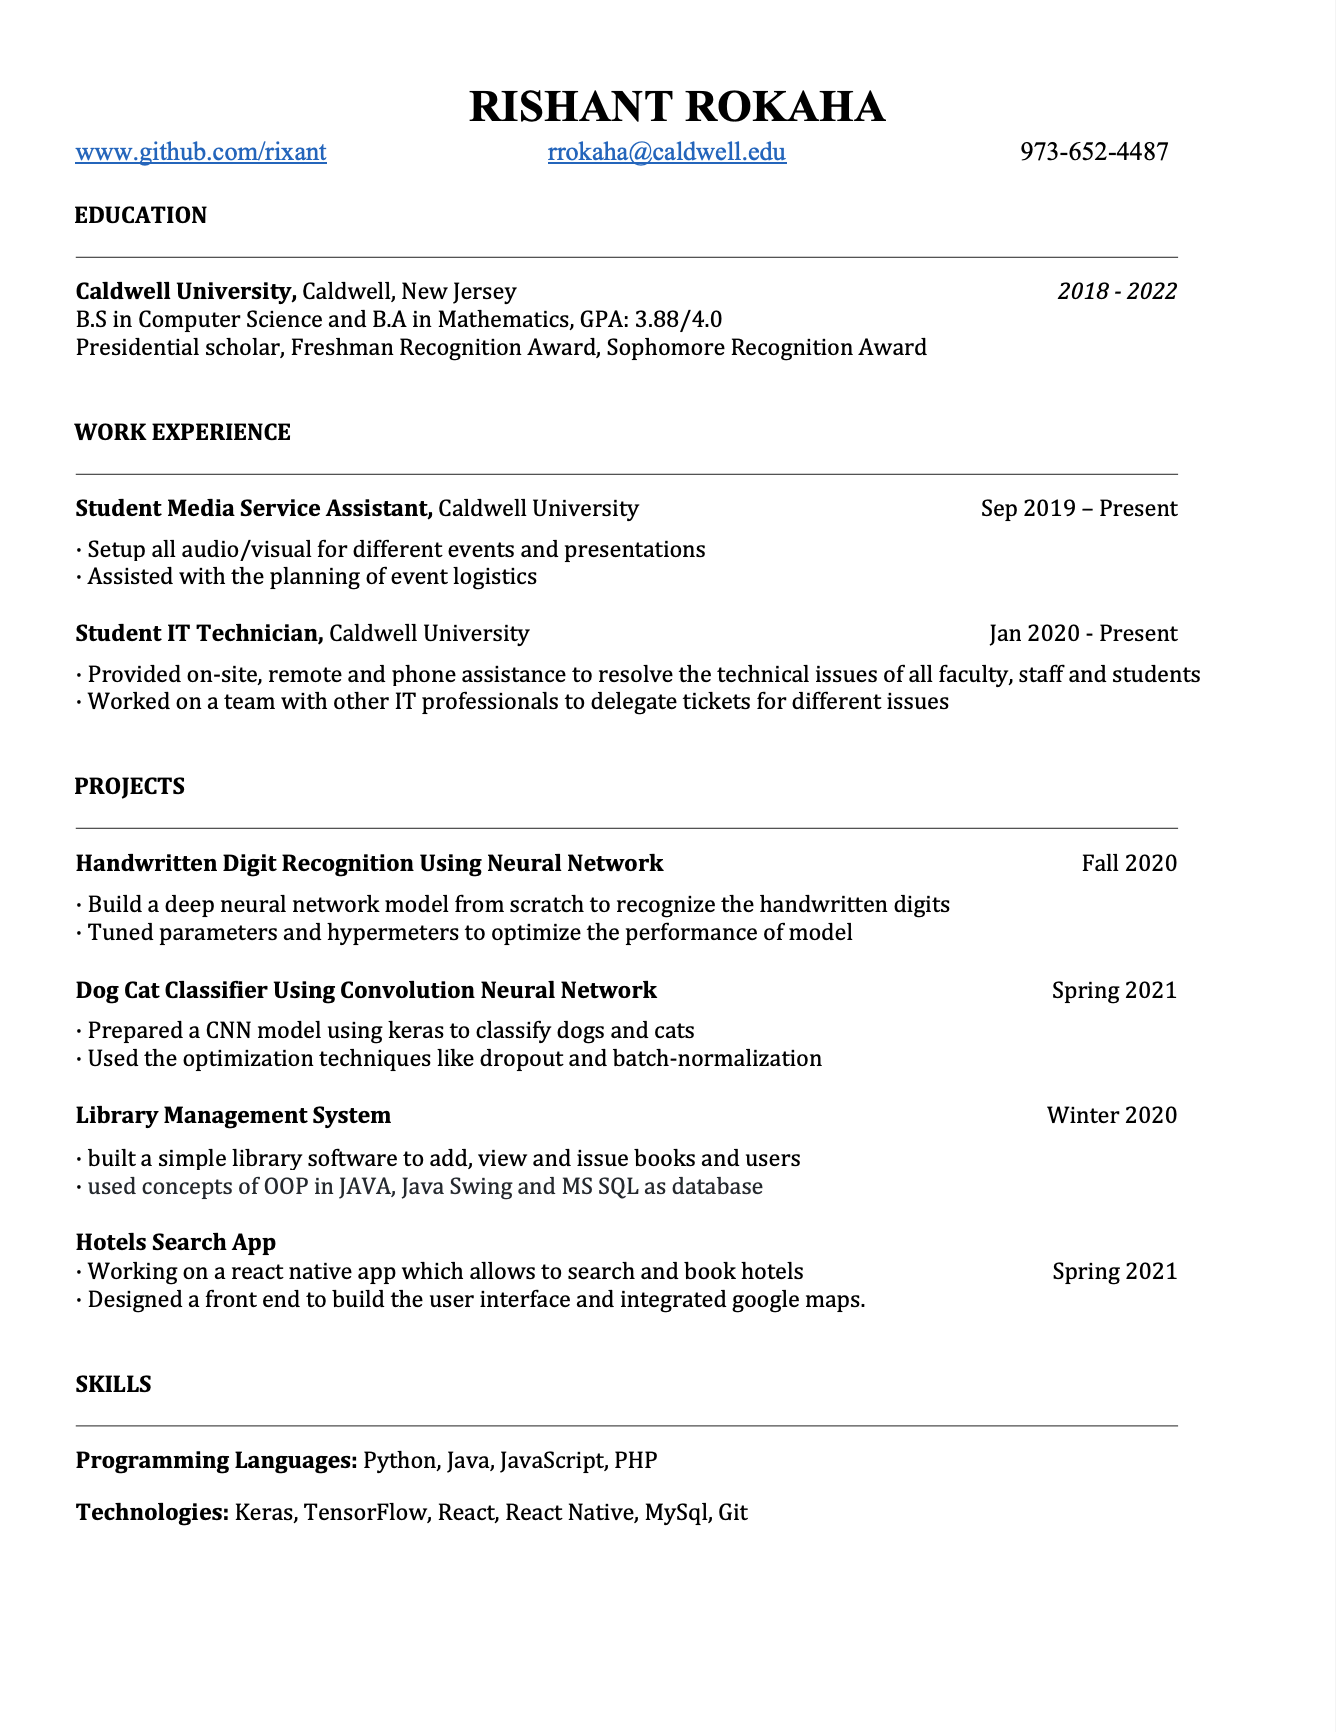 RISHANT ROKAHA
www.github.com/rixant rrokaha@caldwell.edu 973-652-4487
EDUCATION
Caldwell University, Caldwell, New Jersey 2018 - 2022
B.S in Computer Science and B.A in Mathematics, GPA: 3.88/4.0
Presidential scholar, Freshman Recognition Award, Sophomore Recognition Award
WORK EXPERIENCE
Student Media Service Assistant, Caldwell University Sep 2019 – Present
· Setup all audio/visual for different events and presentations
· Assisted with the planning of event logistics
Student IT Technician, Caldwell University Jan 2020 - Present
· Provided on-site, remote and phone assistance to resolve the technical issues of all faculty, staff and students
· Worked on a team with other IT professionals to delegate tickets for different issues
PROJECTS
Handwritten Digit Recognition Using Neural Network Fall 2020
· Build a deep neural network model from scratch to recognize the handwritten digits
· Tuned parameters and hypermeters to optimize the performance of model
Dog Cat Classifier Using Convolution Neural Network Spring 2021
· Prepared a CNN model using keras to classify dogs and cats
· Used the optimization techniques like dropout and batch-normalization
Library Management System Winter 2020
· built a simple library software to add, view and issue books and users
· used concepts of OOP in JAVA, Java Swing and MS SQL as database
Hotels Search App
· Working on a react native app which allows to search and book hotels Spring 2021
· Designed a front end to build the user interface and integrated google maps.
SKILLS
Programming Languages: Python, Java, JavaScript, PHP
Technologies: Keras, TensorFlow, React, React Native, MySql, Git